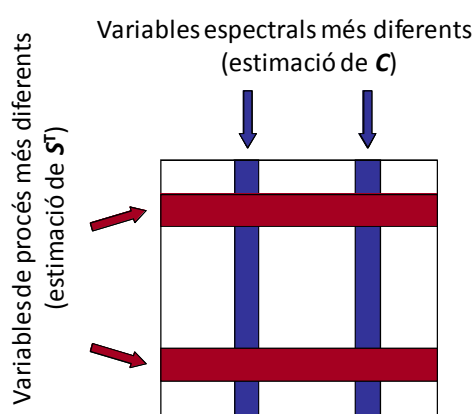 Variables espectrals més diferents
(estimació de C)
Variables de procés més diferents
(estimació de Sᵀ)